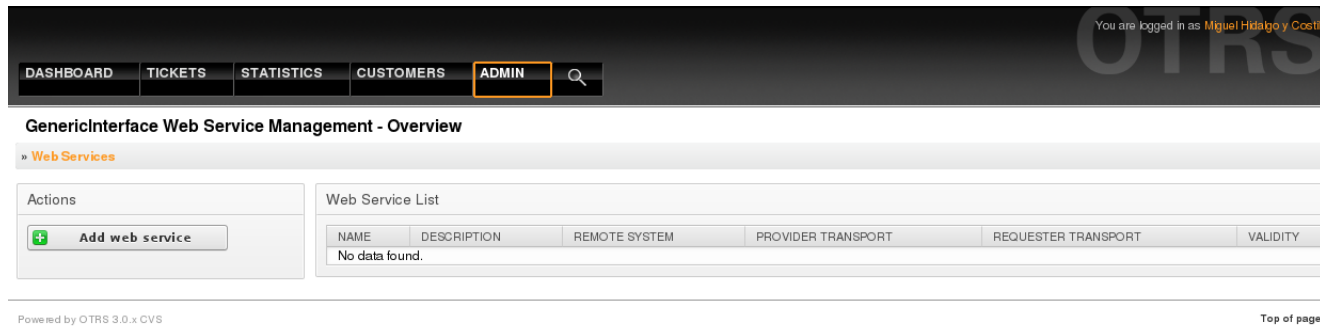 OTRS
You are logged in as Miguel Hidalgo y Costil
DASHBOARD TICKETS STATISTICS CUSTOMERS ADMIN
GenericInterface Web Service Management - Overview
» Web Services
Actions
Add web service
Web Service List
NAME DESCRIPTION REMOTE SYSTEM PROVIDER TRANSPORT REQUESTER TRANSPORT VALIDITY
No data found.
Powered by OTRS 3.0.x CVS
Top of page